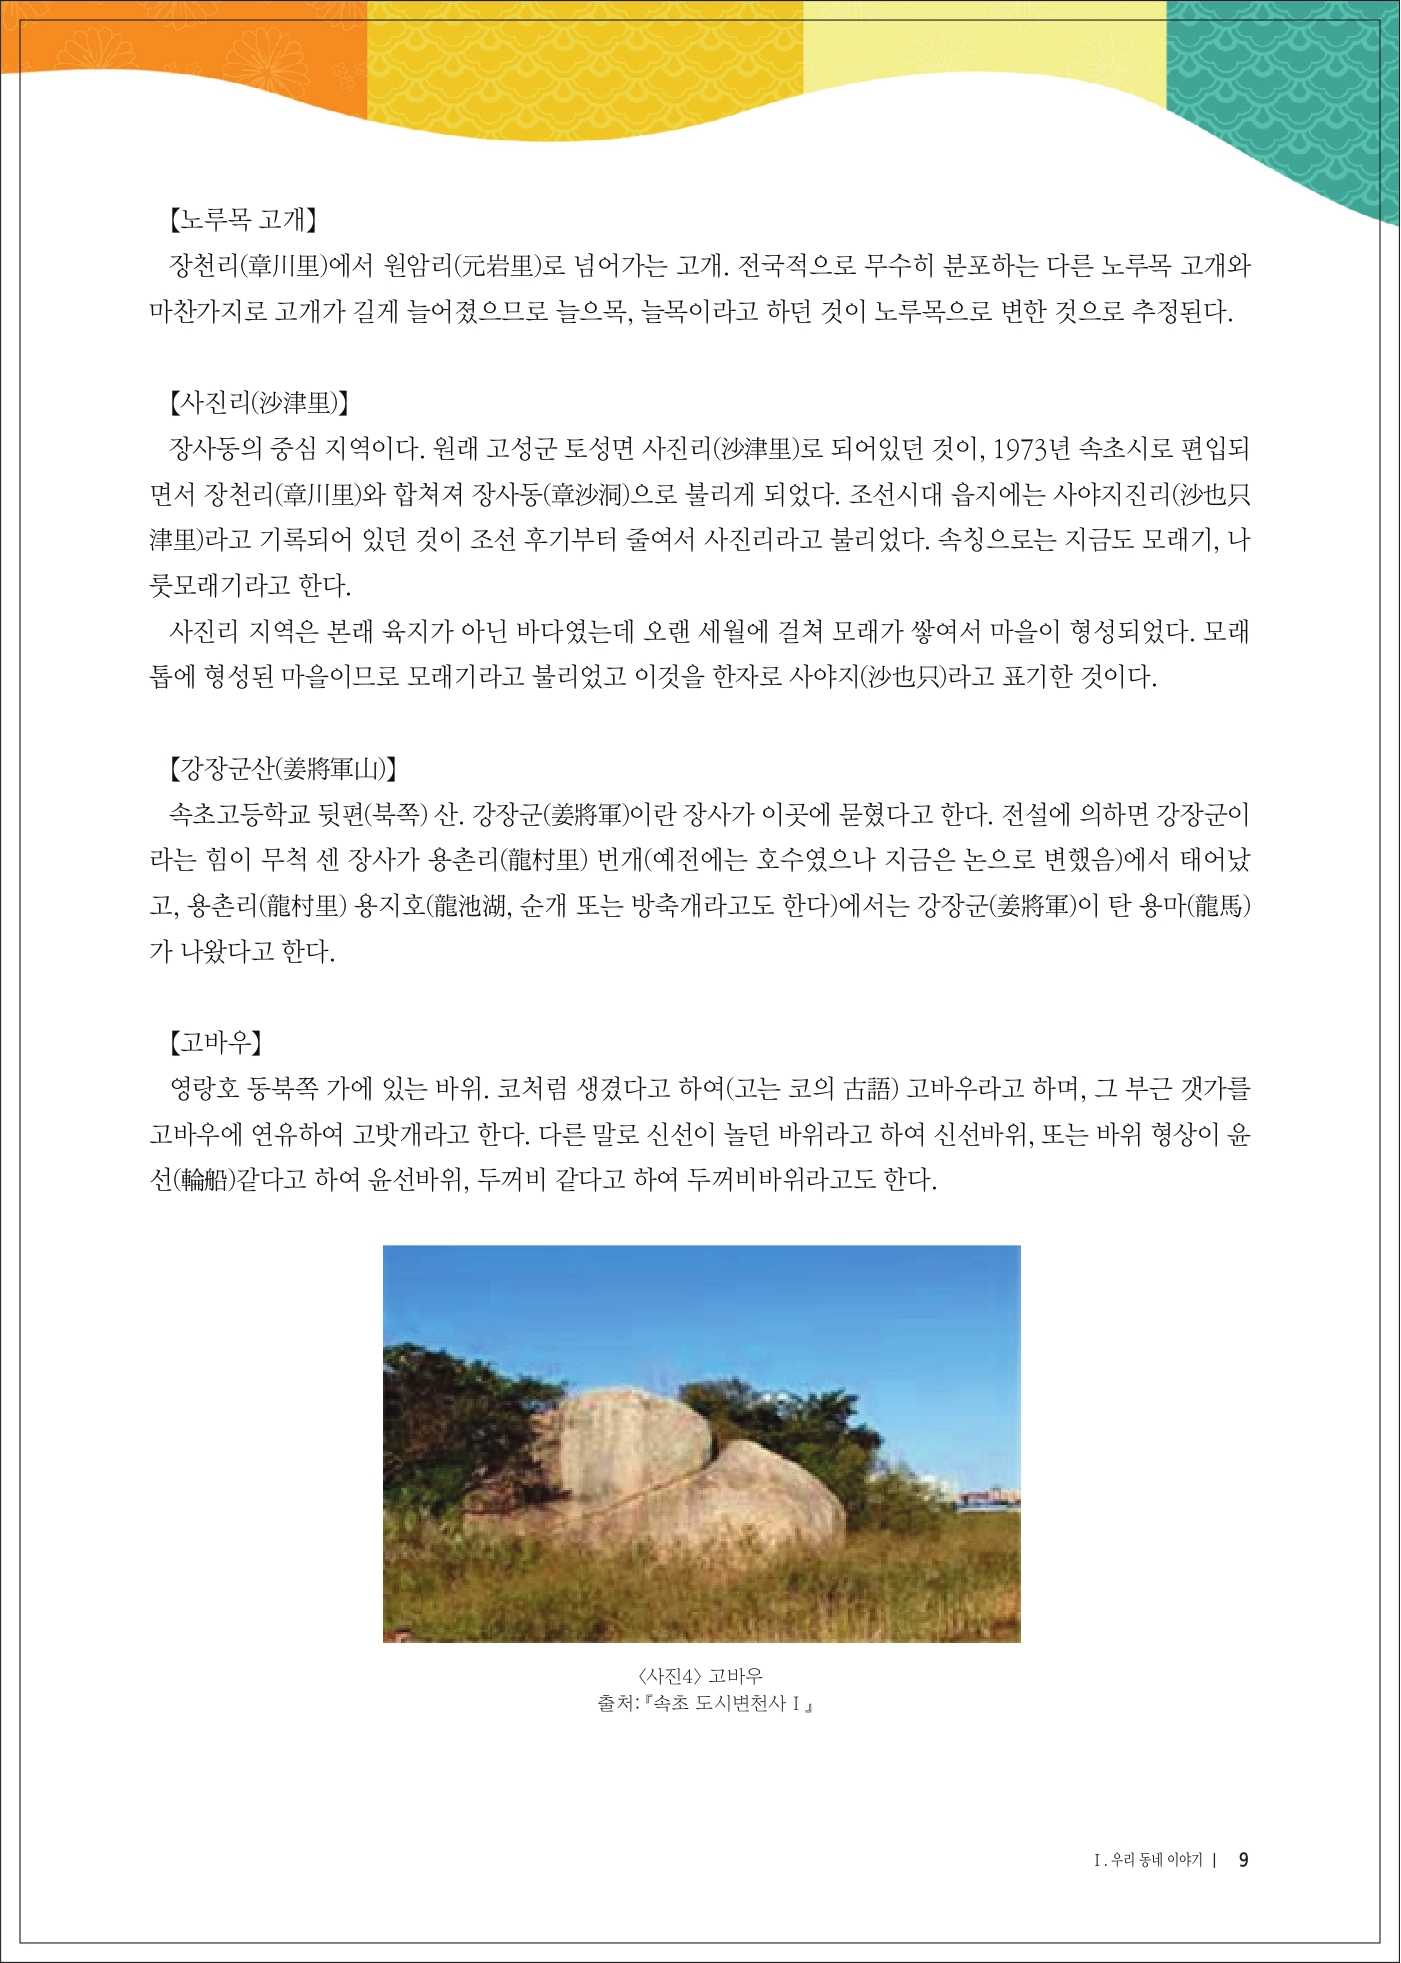 【노루목 고개】
장천리(章川里)에서 원암리(元岩里)로 넘어가는 고개. 전국적으로 무수히 분포하는 다른 노루목 고개와
마찬가지로 고개가 길게 늘어졌으므로 늘으목, 늘목이라고 하던 것이 노루목으로 변한 것으로 추정된다.
【사진리(沙津里)】
장사동의 중심 지역이다. 원래 고성군 토성면 사진리(沙津里)로 되어있던 것이, 1973년 속초시로 편입되
면서 장천리(章川里)와 합쳐져 장사동(章沙洞)으로 불리게 되었다. 조선시대 읍지에는 사야지진리(沙也只
津里)라고 기록되어 있던 것이 조선 후기부터 줄여서 사진리라고 불리었다. 속칭으로는 지금도 모래기, 나
룻모래기라고 한다.
사진리 지역은 본래 육지가 아닌 바다였는데 오랜 세월에 걸쳐 모래가 쌓여서 마을이 형성되었다. 모래
톱에 형성된 마을이므로 모래기라고 불리었고 이것을 한자로 사야지(沙也只)라고 표기한 것이다.
【강장군산(姜將軍山)】
속초고등학교 뒷편(북쪽) 산. 강장군(姜將軍)이란 장사가 이곳에 묻혔다고 한다. 전설에 의하면 강장군이
라는 힘이 무척 센 장사가 용촌리(龍村里) 번개(예전에는 호수였으나 지금은 논으로 변했음)에서 태어났
고, 용촌리(龍村里) 용지호(龍池湖, 순개 또는 방축개라고도 한다)에서는 강장군(姜將軍)이 탄 용마(龍馬)
가 나왔다고 한다.
【고바우】
영랑호 동북쪽 가에 있는 바위. 코처럼 생겼다고 하여(고는 코의 古語) 고바우라고 하며, 그 부근 갯가를
고바우에 연유하여 고밧개라고 한다. 다른 말로 신선이 놀던 바위라고 하여 신선바위, 또는 바위 형상이 윤
선(輪船)같다고 하여 윤선바위, 두꺼비 같다고 하여 두꺼비바위라고도 한다.
〈사진4〉 고바우
출처:『속초 도시변천사Ⅰ』
Ⅰ. 우리 동네 이야기 | 9